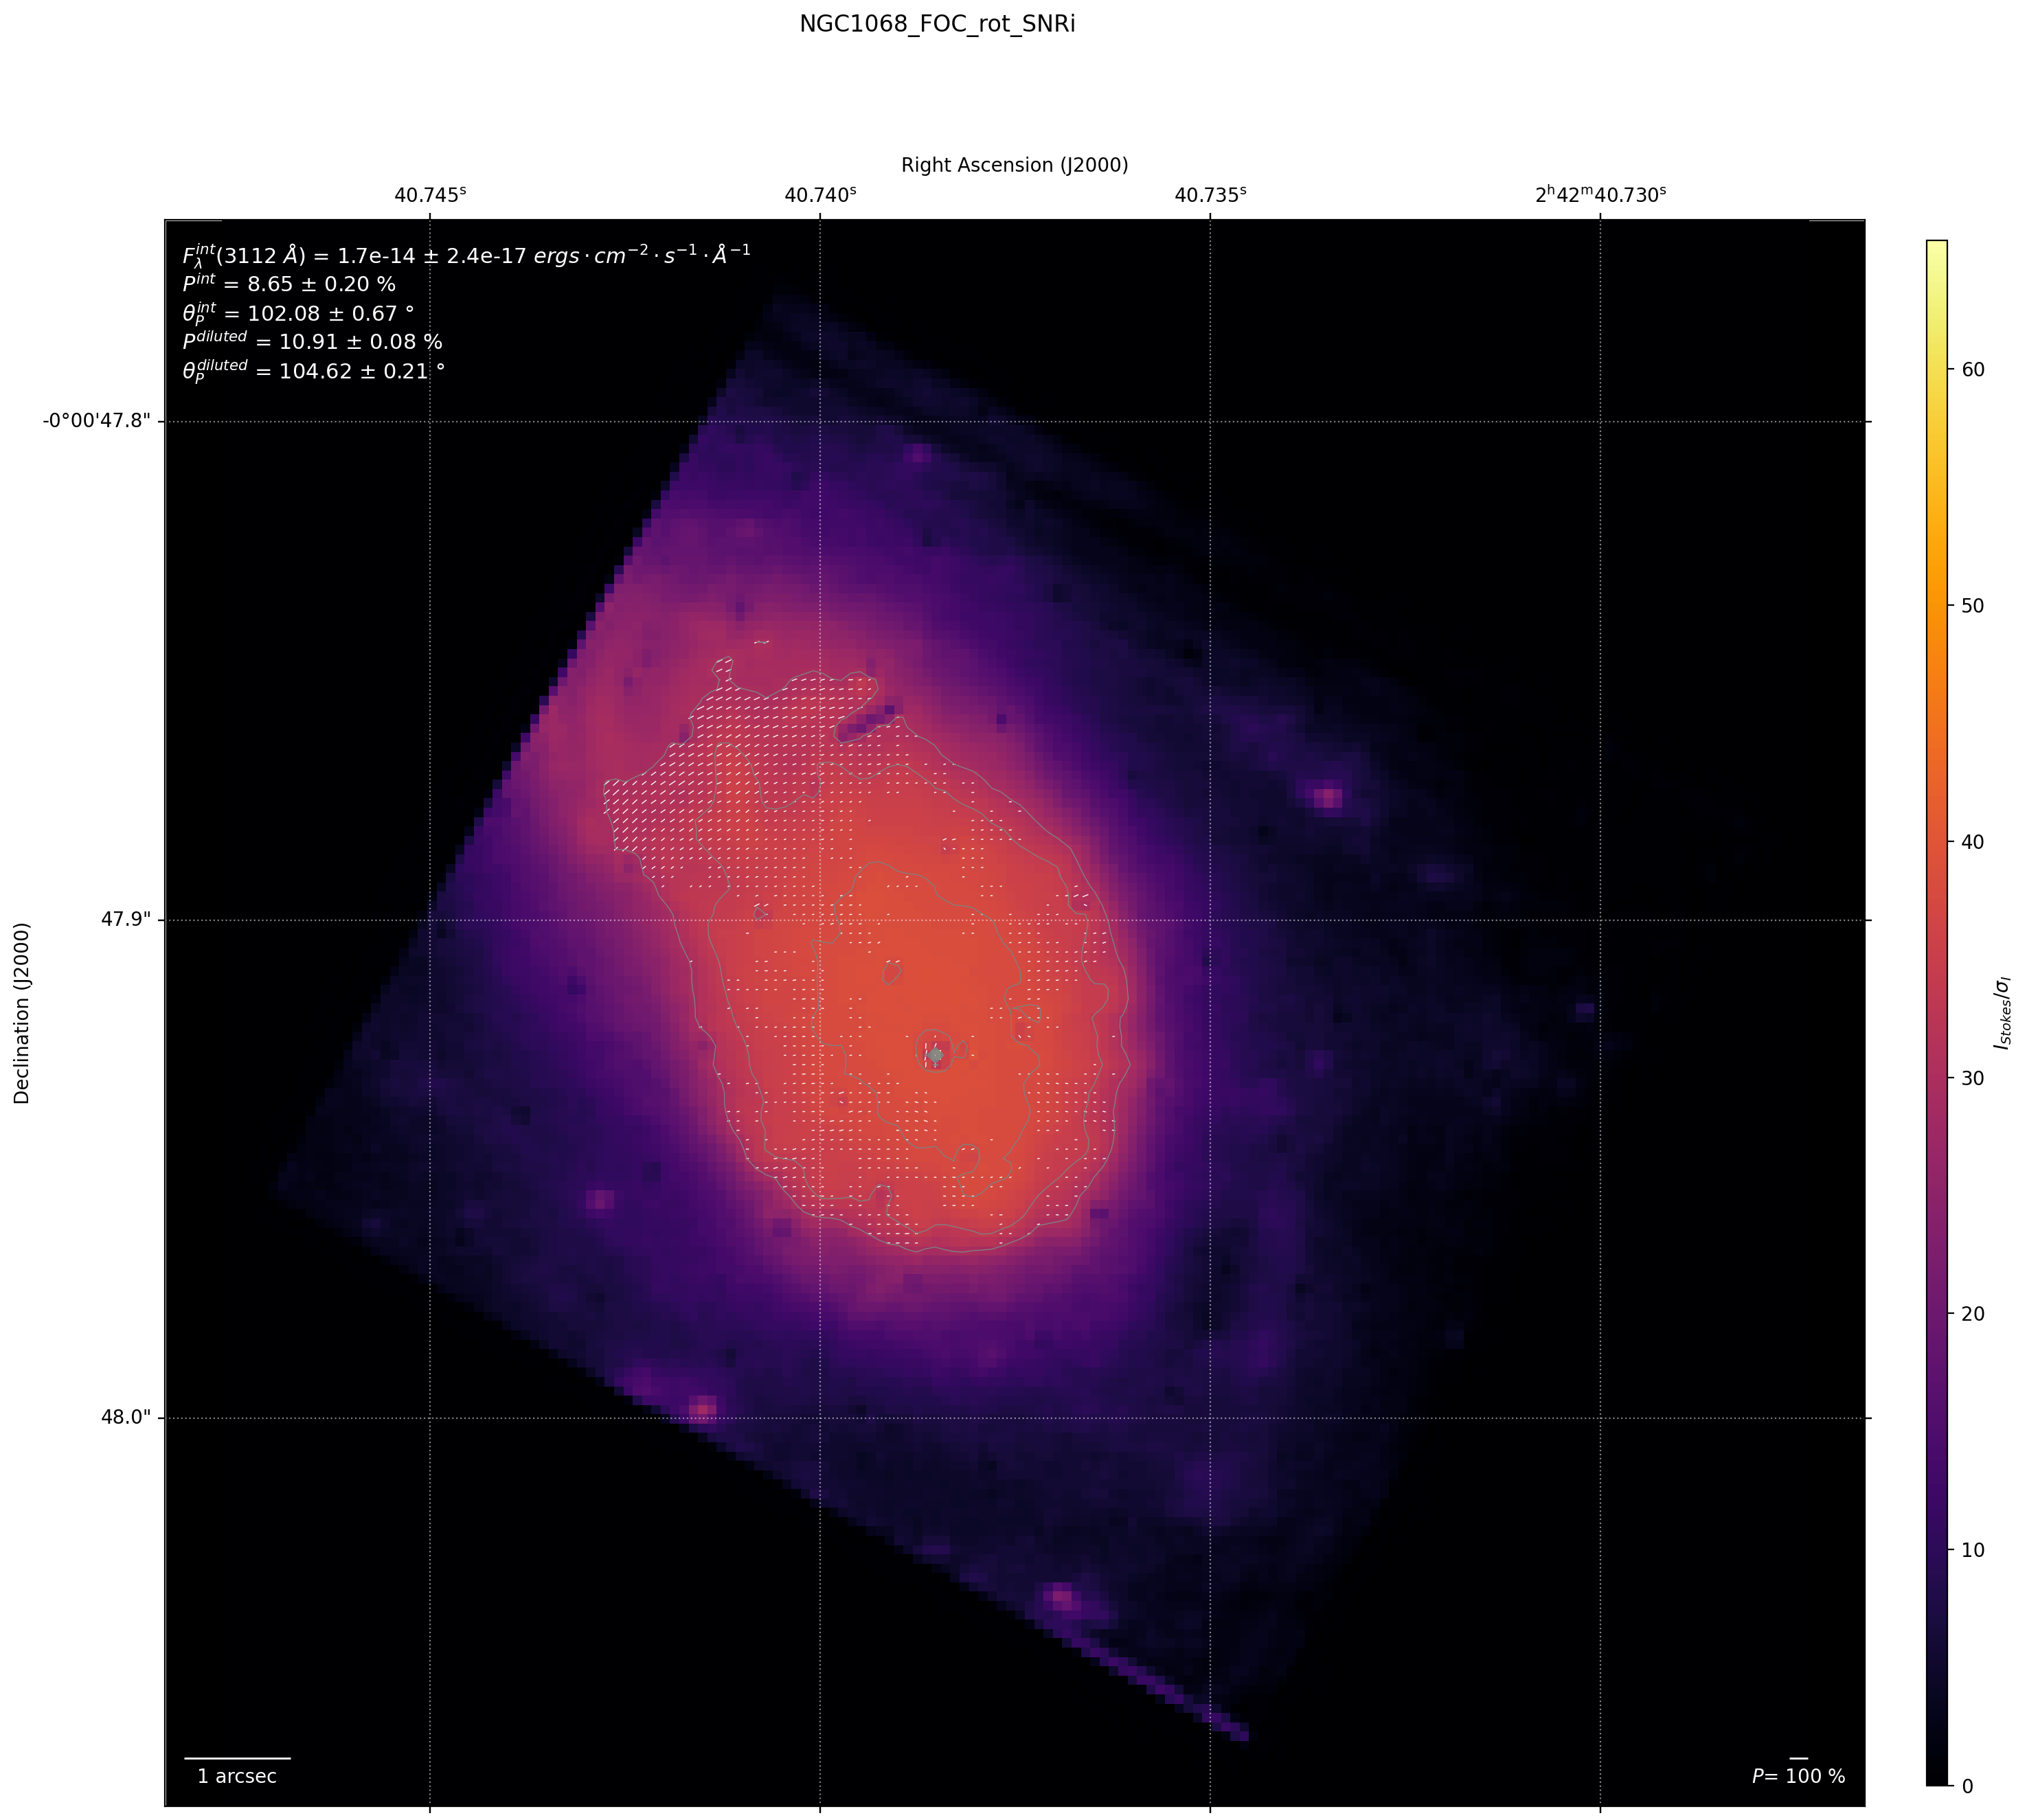 NGC1068_FOC_rot_SNRi
Right Ascension (J2000)
40.745ˢ 40.740ˢ 40.735ˢ 2ʰ42ᵐ40.730ˢ
F_λ^int(3112 Å) = 1.7e-14 ± 2.4e-17 ergs · cm⁻² · s⁻¹ · Å⁻¹
P^int = 8.65 ± 0.20 %
θ_P^int = 102.08 ± 0.67 °
P^diluted = 10.91 ± 0.08 %
θ_P^diluted = 104.62 ± 0.21 °
-0°00'47.8"
47.9"
48.0"
Declination (J2000)
60
50
40
30
20
10
0
I_stokes/σ_I
1 arcsec
P= 100 %